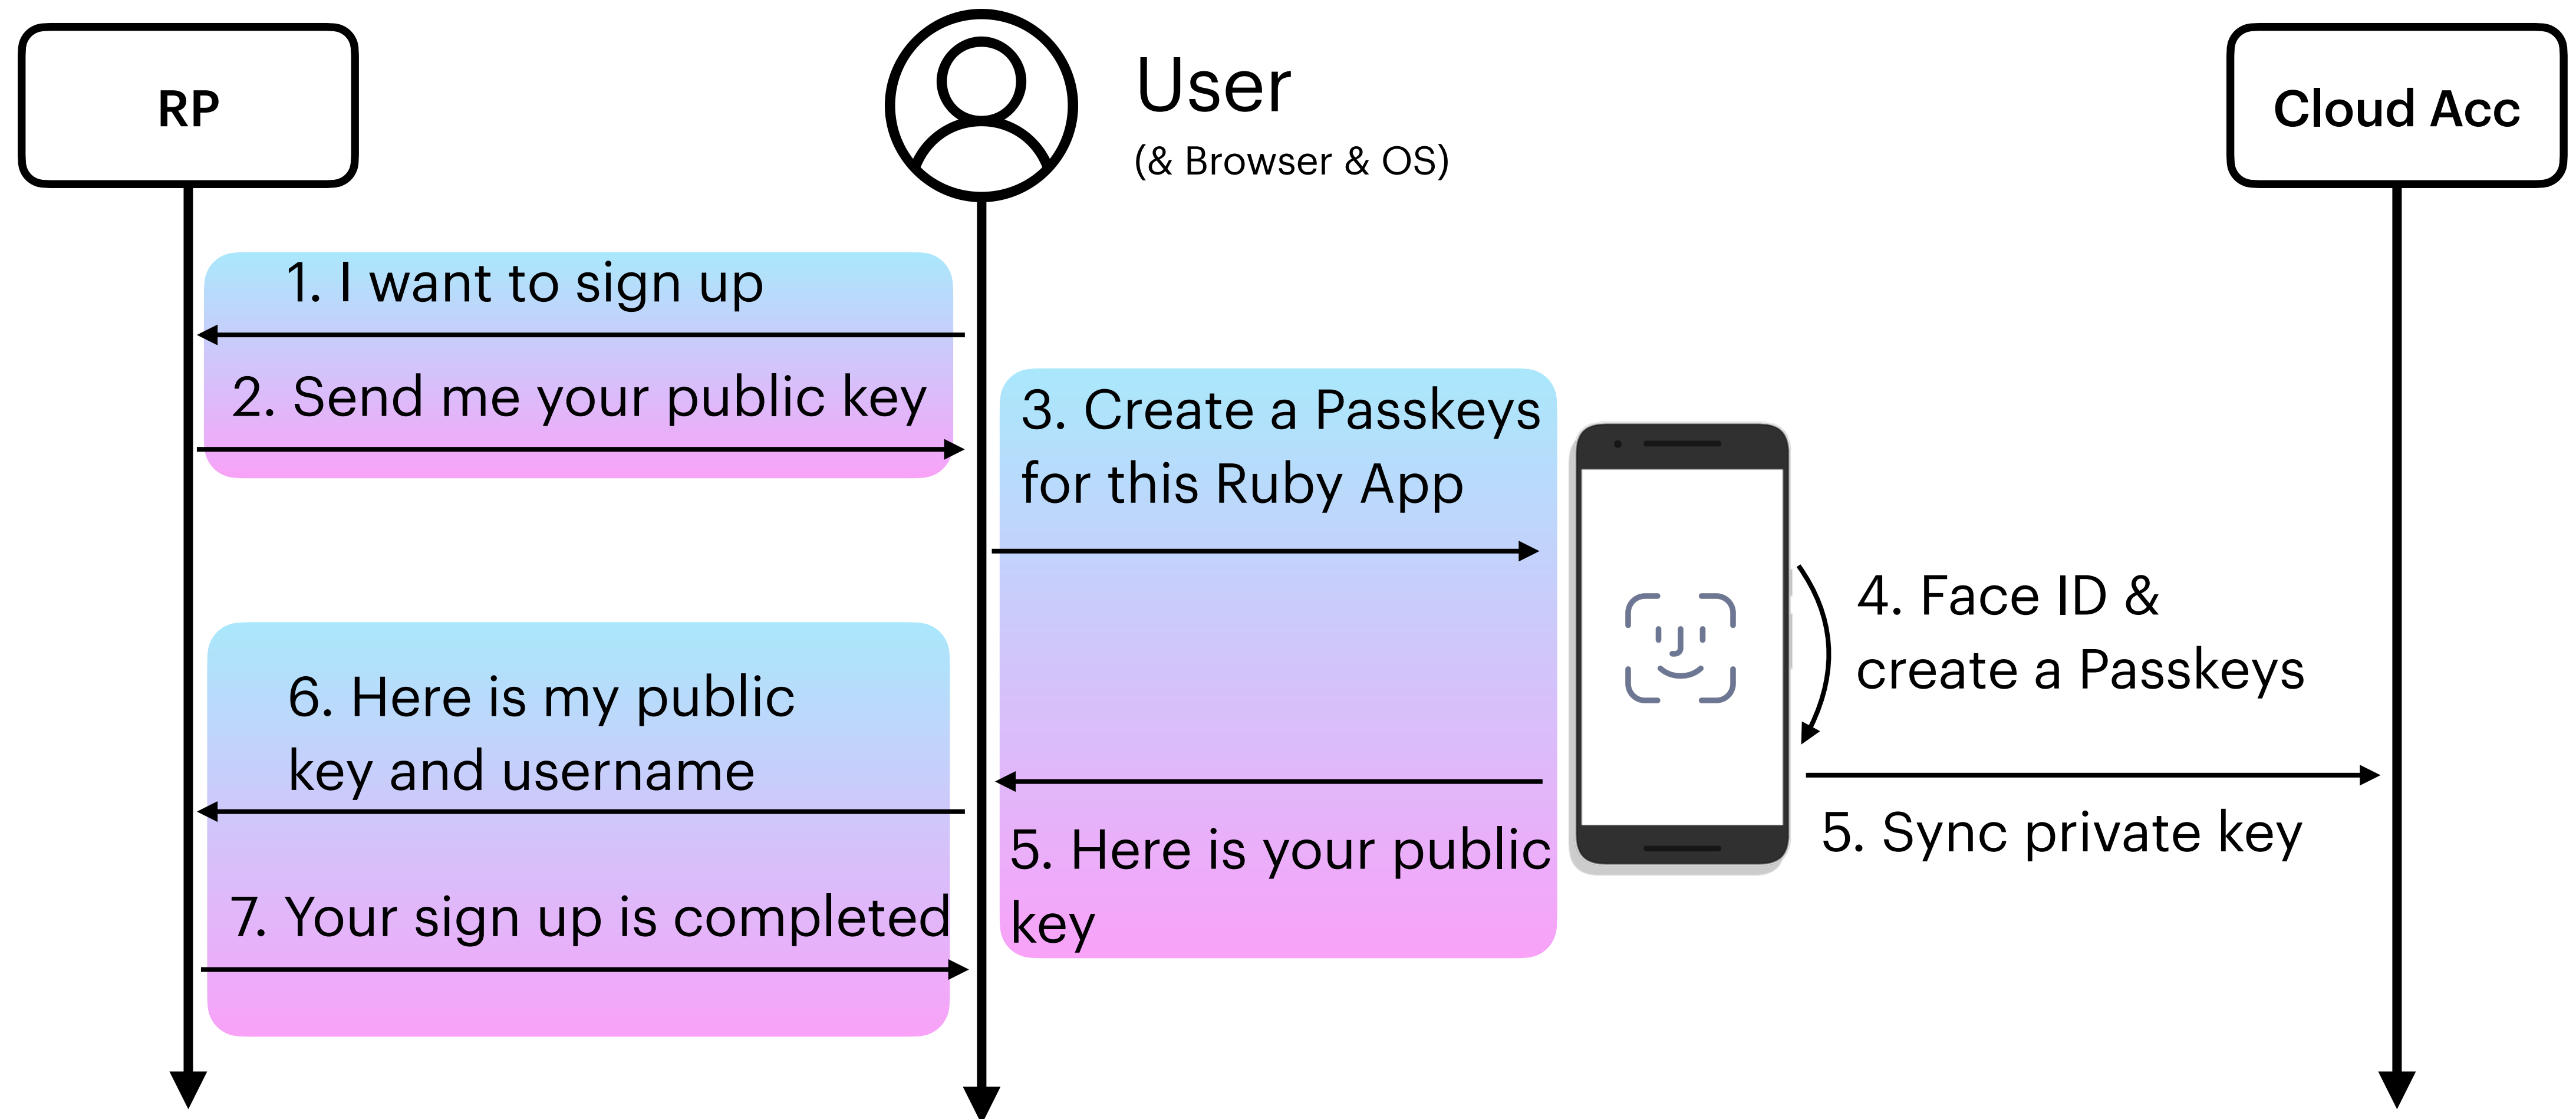 RP
User
(& Browser & OS)
Cloud Acc
1. I want to sign up
2. Send me your public key
3. Create a Passkeys
for this Ruby App
4. Face ID &
create a Passkeys
5. Sync private key
5. Here is your public
key
6. Here is my public
key and username
7. Your sign up is completed